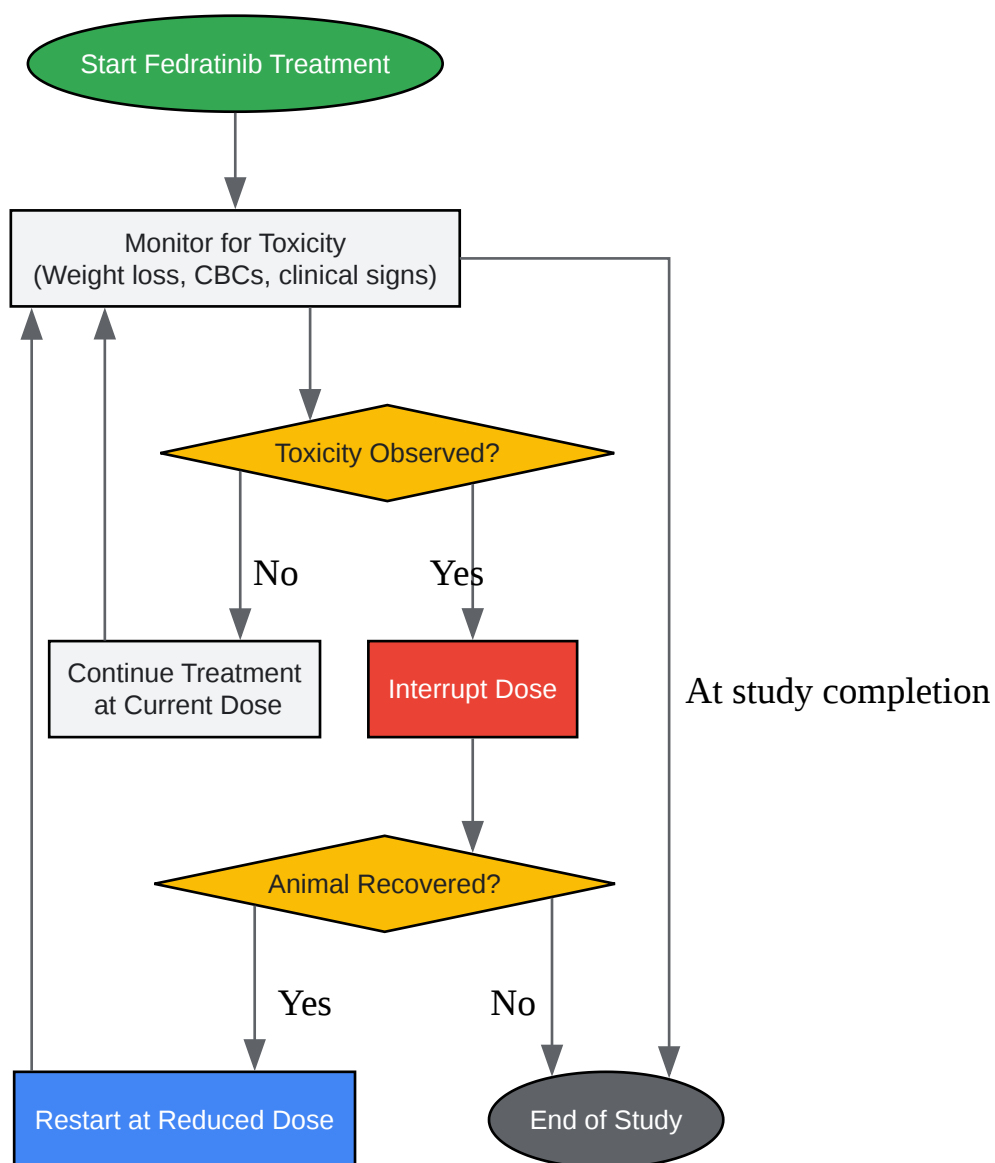 Start Fedratinib Treatment
Monitor for Toxicity
(Weight loss, CBCs, clinical signs)
Toxicity Observed?
No
Yes
Continue Treatment
at Current Dose
Interrupt Dose
At study completion
Animal Recovered?
Yes
No
Restart at Reduced Dose
End of Study